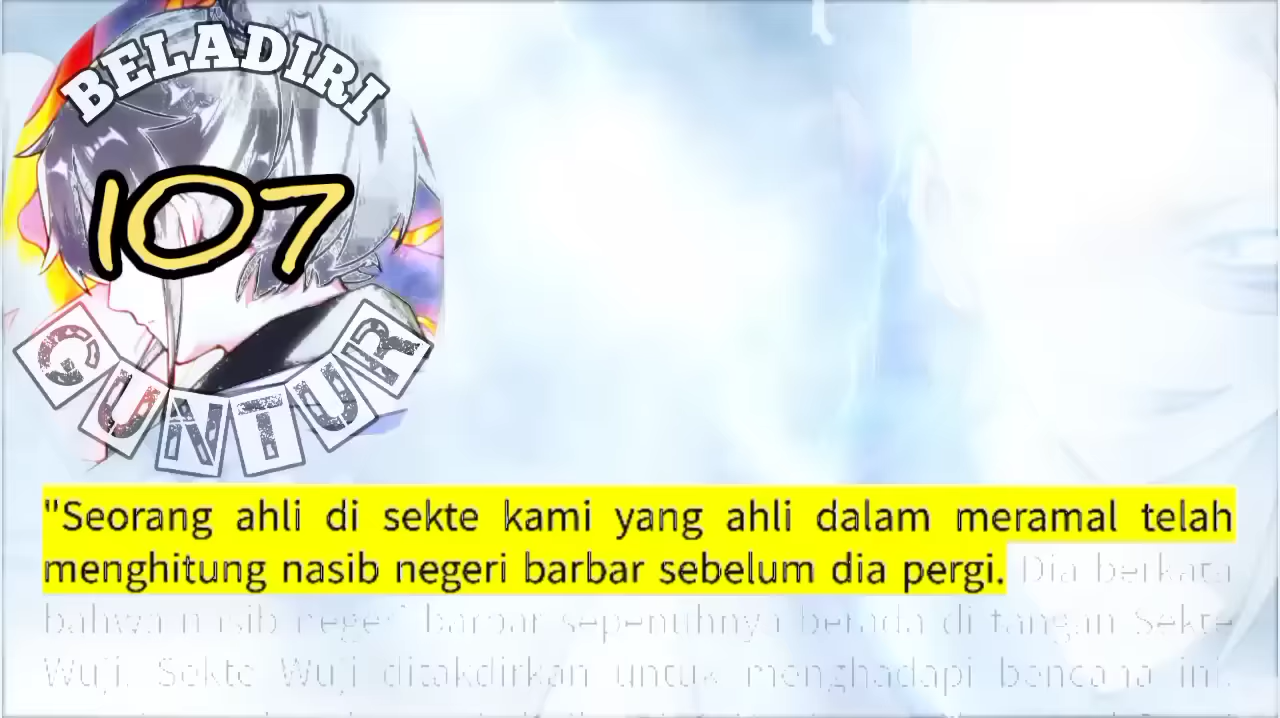 BELADIRI
107
GUNTUR
"Seorang ahli di sekte kami yang ahli dalam meramal telah
menghitung nasib negeri barbar sebelum dia pergi. Dia berkata
bahwa nasib negeri barbar sepenuhnya berada di tangan Sekte
Wuji. Sekte Wuji ditakdirkan untuk menghadapi bencana ini.